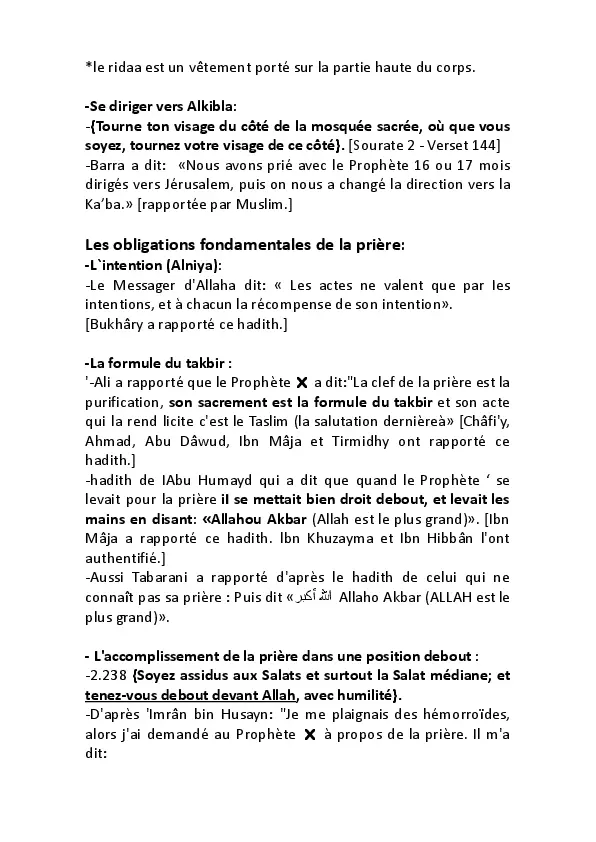 *le ridaa est un vêtement porté sur la partie haute du corps.
-Se diriger vers Alkibla:
-{Tourne ton visage du côté de la mosquée sacrée, où que vous
soyez, tournez votre visage de ce côté}. [Sourate 2 - Verset 144]
-Barra a dit: «Nous avons prié avec le Prophète 16 ou 17 mois
dirigés vers Jérusalem, puis on nous a changé la direction vers la
Ka’ba.» [rapportée par Muslim.]
Les obligations fondamentales de la prière:
-L`intention (Alniya):
-Le Messager d'Allaha dit: « Les actes ne valent que par Ies
intentions, et à chacun la récompense de son intention».
[Bukhâry a rapporté ce hadith.]
-La formule du takbir :
'-Ali a rapporté que le Prophète ✕ a dit:"La clef de la prière est la
purification, son sacrement est la formule du takbir et son acte
qui la rend licite c'est le Taslim (la salutation dernièreà» [Châfi'y,
Ahmad, Abu Dâwud, Ibn Mâja et Tirmidhy ont rapporté ce
hadith.]
-hadith de IAbu Humayd qui a dit que quand le Prophète ‘ se
levait pour la prière iI se mettait bien droit debout, et levait les
mains en disant: «Allahou Akbar (Allah est le plus grand)». [Ibn
Mâja a rapporté ce hadith. lbn Khuzayma et Ibn Hibbân l'ont
authentifié.]
-Aussi Tabarani a rapporté d'après le hadith de celui qui ne
connaît pas sa prière : Puis dit «الله أكبر Allaho Akbar (ALLAH est le
plus grand)».
- L'accomplissement de la prière dans une position debout :
-2.238 {Soyez assidus aux Salats et surtout la Salat médiane; et
tenez-vous debout devant Allah, avec humilité}.
-D'après 'Imrân bin Husayn: "Je me plaignais des hémorroïdes,
alors j'ai demandé au Prophète ✕ à propos de la prière. Il m'a
dit: